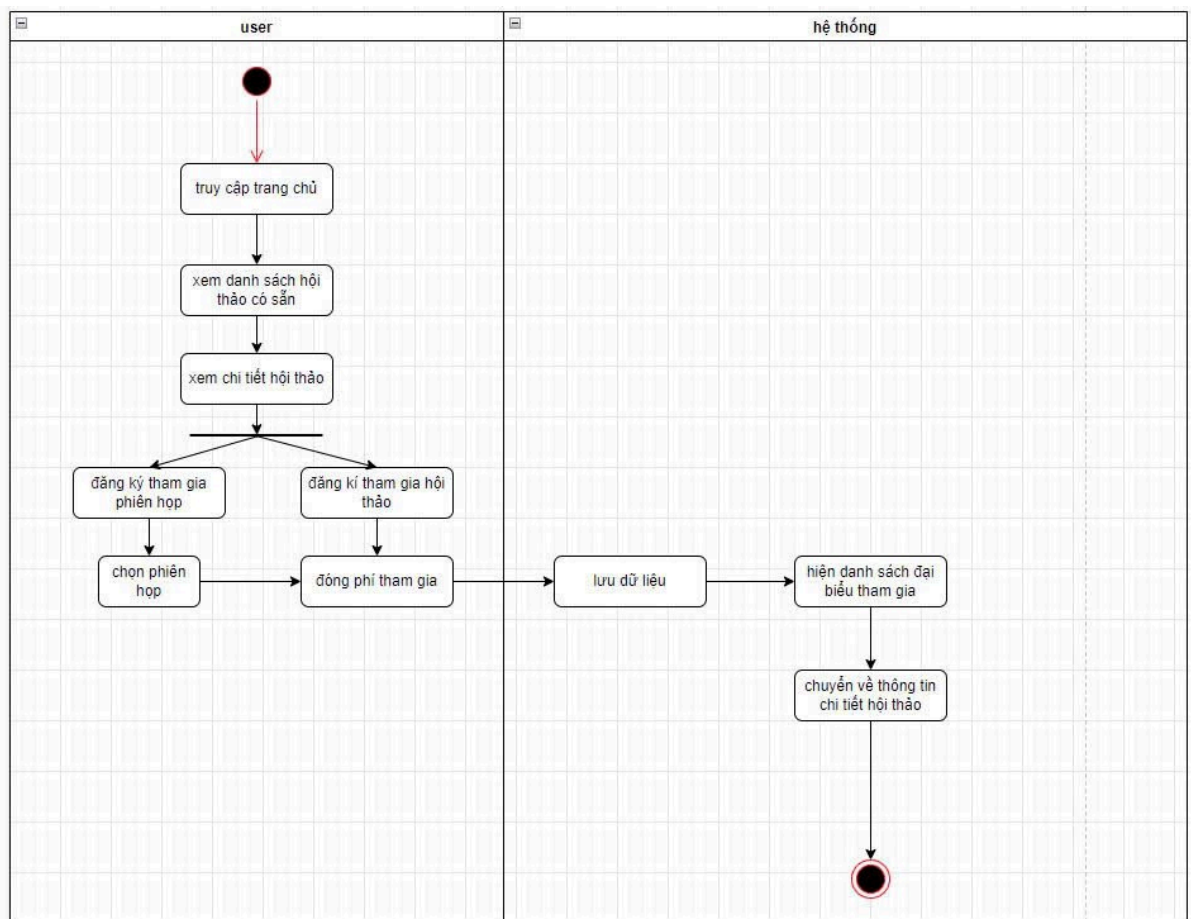 user
hệ thống
truy cập trang chủ
xem danh sách hội
thảo có sẵn
xem chi tiết hội thảo
đăng ký tham gia
phiên họp
đăng kí tham gia hội
thảo
chọn phiên
họp
đóng phí tham gia
lưu dữ liệu
hiện danh sách đại
biểu tham gia
chuyển về thông tin
chi tiết hội thảo